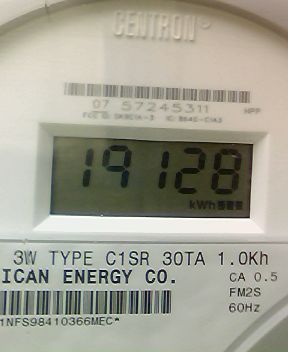 CENTRON®
07 57245311 HPP
19128
kWh
3W TYPE C1SR 30TA 1.0Kh
ICAN ENERGY CO. CA 0.5
FM2S
60Hz
1NFS98410366MEC*